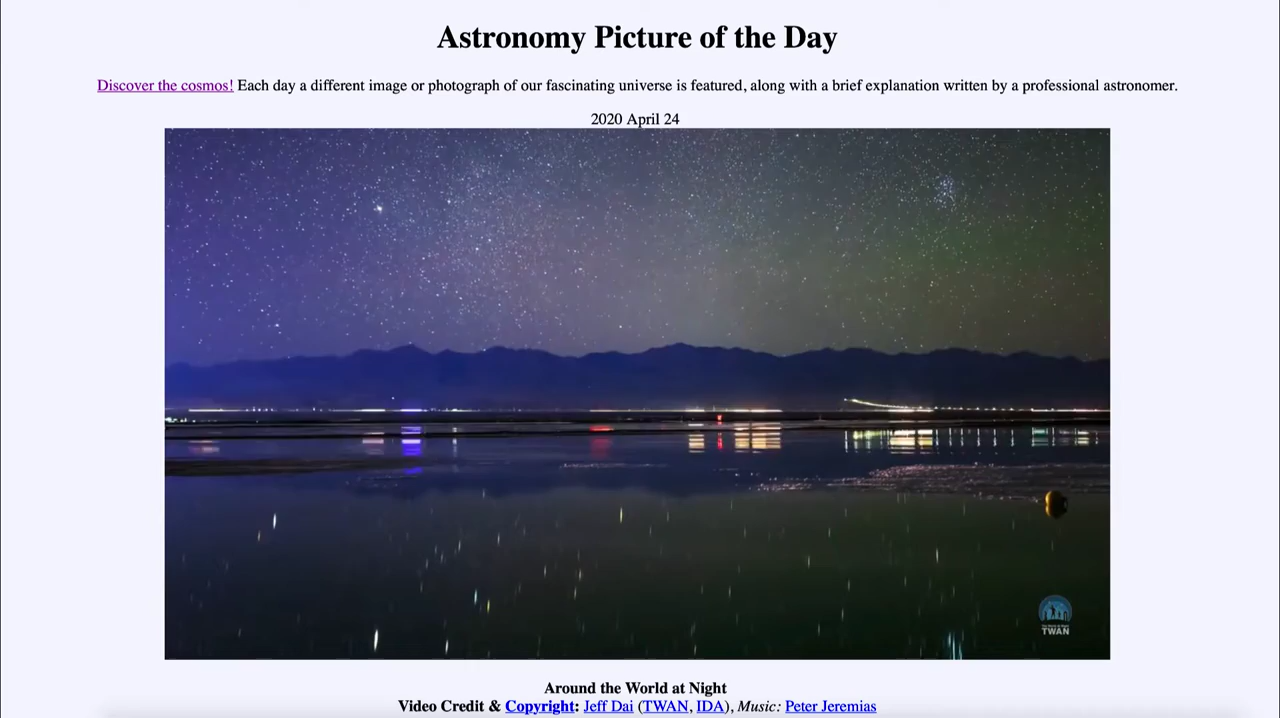 Astronomy Picture of the Day
Discover the cosmos! Each day a different image or photograph of our fascinating universe is featured, along with a brief explanation written by a professional astronomer.
2020 April 24
TWAN
Around the World at Night
Video Credit & Copyright: Jeff Dai (TWAN, IDA), Music: Peter Jeremias